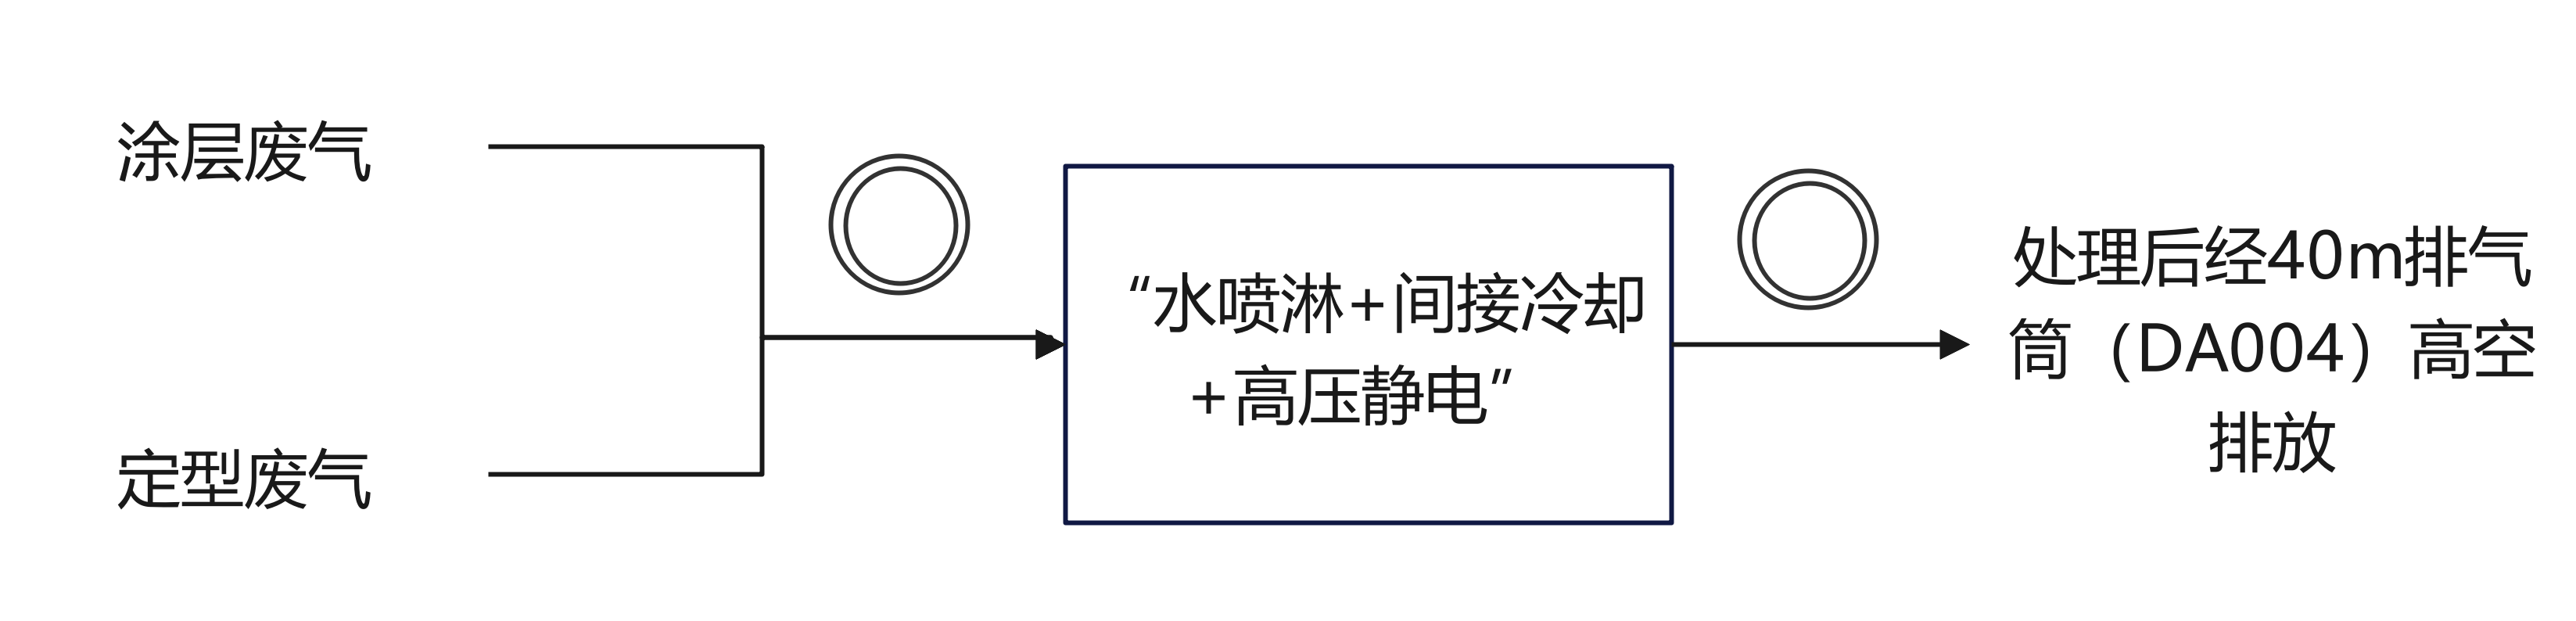 涂层废气
定型废气
“水喷淋+间接冷却
+高压静电”
处理后经40m排气
筒（DA004）高空
排放